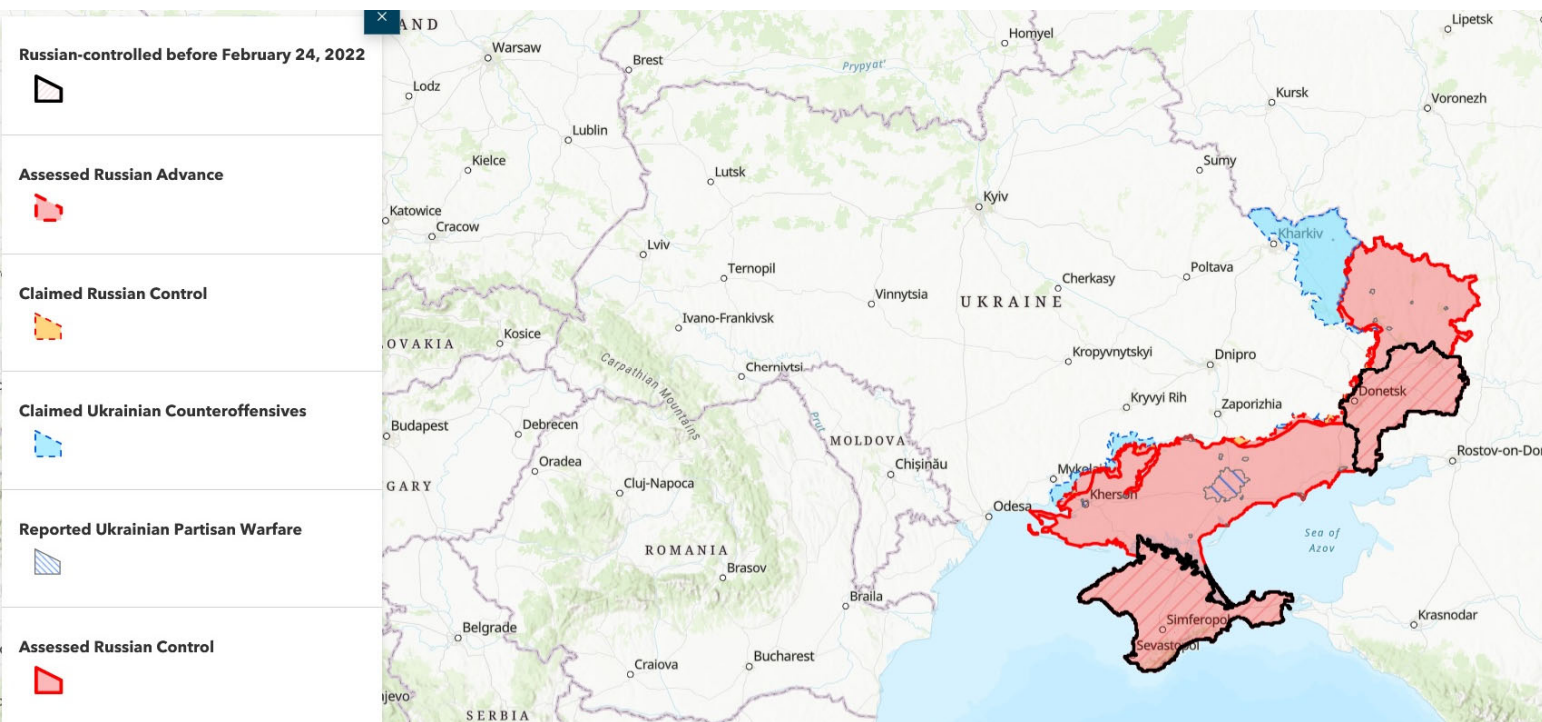 ×
Russian-controlled before February 24, 2022
Assessed Russian Advance
Claimed Russian Control
Claimed Ukrainian Counteroffensives
Reported Ukrainian Partisan Warfare
Assessed Russian Control
AND
Warsaw
Brest
Homyel
Lipetsk
Prypyat'
Lodz
Kursk
Voronezh
Lublin
Kielce
Sumy
Lutsk
Kyiv
Katowice
Cracow
Kharkiv
Lviv
Ternopil
Poltava
Cherkasy
Vinnytsia
UKRAINE
Ivano-Frankivsk
Kosice
OVAKIA
Carpathian Mountains
Kropyvnytskyi
Dnipro
Chernivtsi
Donetsk
Kryvyi Rih
Zaporizhia
Budapest
Debrecen
Prut
MOLDOVA
Rostov-on-Don
Oradea
Chişinău
Mykolai
GARY
Cluj-Napoca
Kherson
Odesa
Sea of
Azov
ROMANIA
Brasov
Braila
Krasnodar
Simferopol
Belgrade
Sevastopol
Bucharest
Craiova
jevo
SERBIA